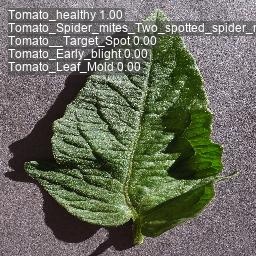 Tomato_healthy 1.00
Tomato_Spider_mites_Two_spotted_spider_
Tomato__Target_Spot 0.00
Tomato_Early_blight 0.00
Tomato_Leaf_Mold 0.00